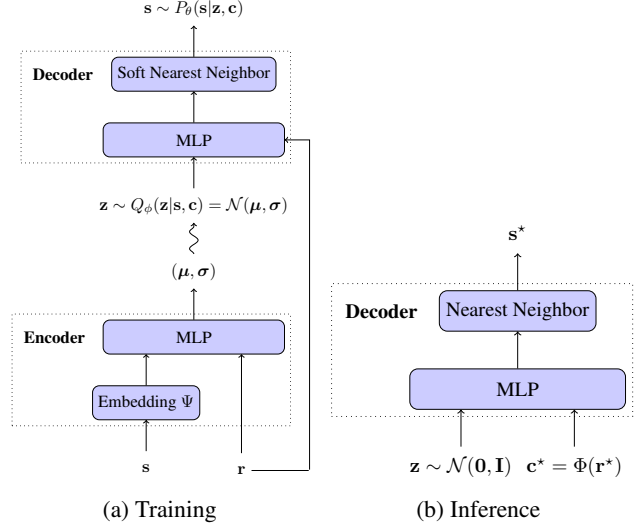 s ∼ P_θ(s|z, c)
Decoder
Soft Nearest Neighbor
MLP
z ∼ Q_ϕ(z|s, c) = 𝒩(μ, σ)
(μ, σ)
Encoder
MLP
Embedding Ψ
s
r
(a) Training
s⋆
Decoder
Nearest Neighbor
MLP
z ∼ 𝒩(0, I)
c⋆ = Φ(r⋆)
(b) Inference